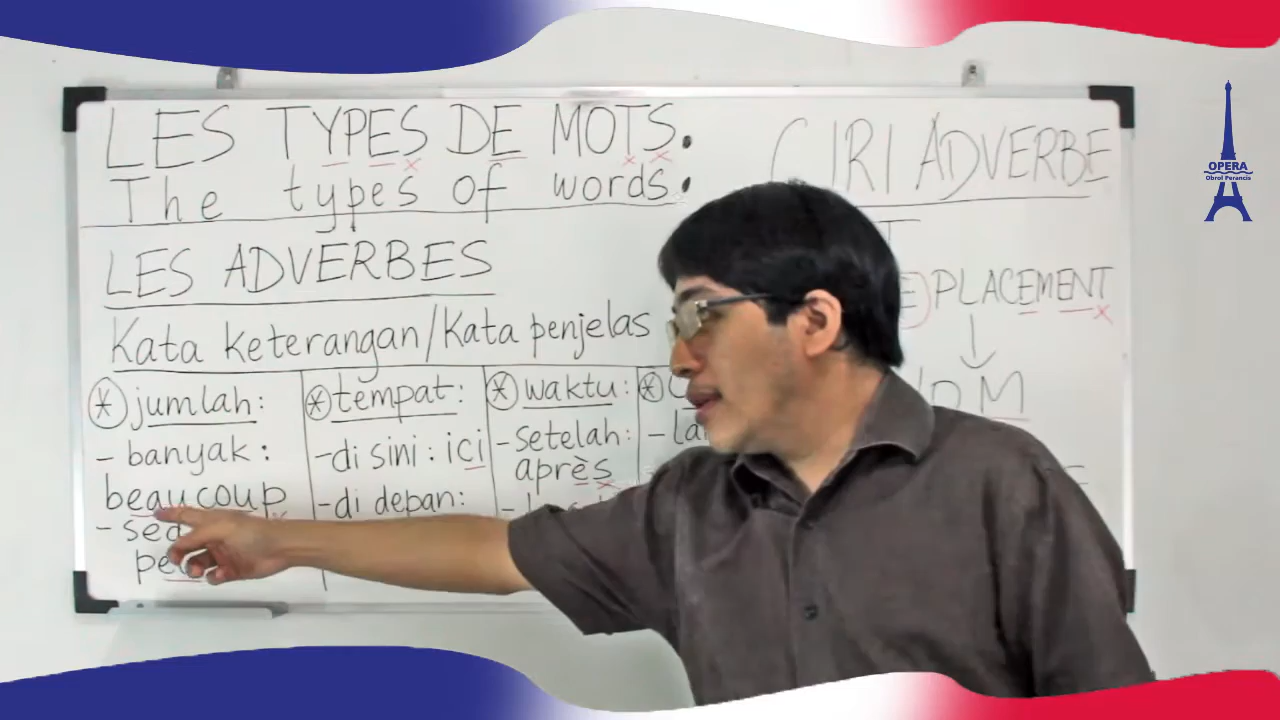 LES TYPES DE MOTS.
The types of words:
LES ADVERBES
Kata keterangan/Kata penjelas
* jumlah:
- banyak:
beaucoup
* tempat:
- di sini : ici
- di depan:
* waktu:
- setelah:
après
CIRI ADVERBE
PLACEMENT
OPERA
Obrol Perancis